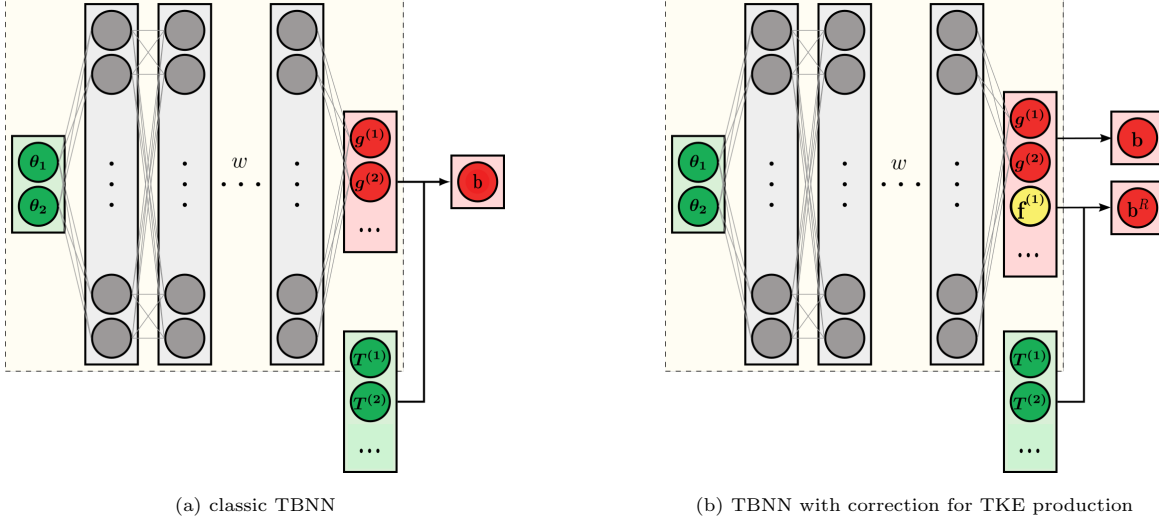 θ₁
θ₂
w
g⁽¹⁾
g⁽²⁾
...
b
T⁽¹⁾
T⁽²⁾
...
(a) classic TBNN
θ₁
θ₂
w
g⁽¹⁾
g⁽²⁾
f⁽¹⁾
...
b
bᴿ
T⁽¹⁾
T⁽²⁾
...
(b) TBNN with correction for TKE production